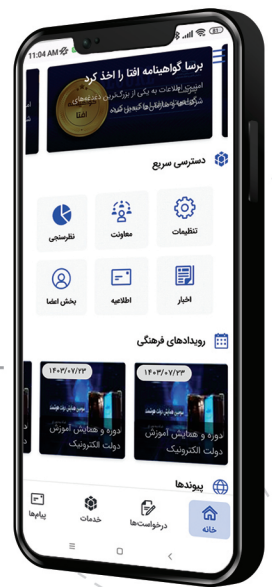 11:04 AM
برسا گواهینامه افتا را اخذ کرد
افتا
دسترسی سریع
تنظیمات
معاونت
نظرسنجی
اخبار
اطلاعیه
بخش اعضا
رویدادهای فرهنگی
۱۴۰۳/۰۷/۲۳
۱۴۰۳/۰۷/۲۳
دوره و همایش آموزش
دولت الکترونیک
دوره و همایش آموزش
دولت الکترونیک
پیوندها
خانه
درخواست‌ها
خدمات
پیام‌ها